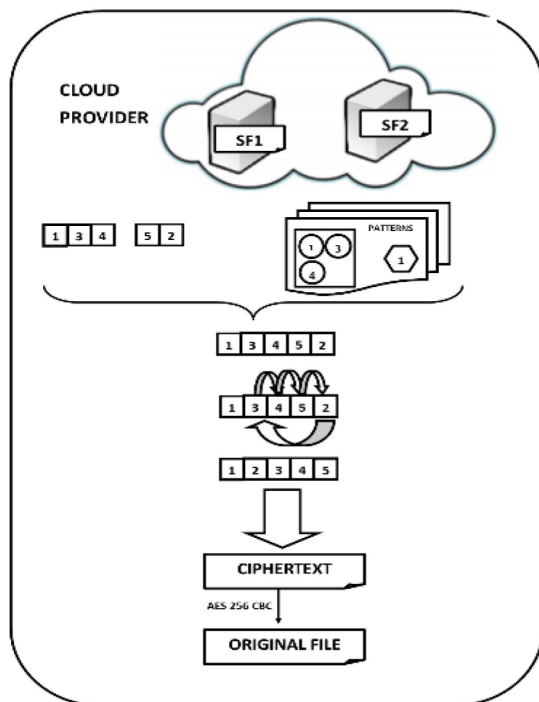 CLOUD
PROVIDER
SF1
SF2
1 3 4 5 2
PATTERNS
1 3
4
1
1 3 4 5 2
1 3 4 5 2
1 2 3 4 5
CIPHERTEXT
AES 256 CBC
ORIGINAL FILE